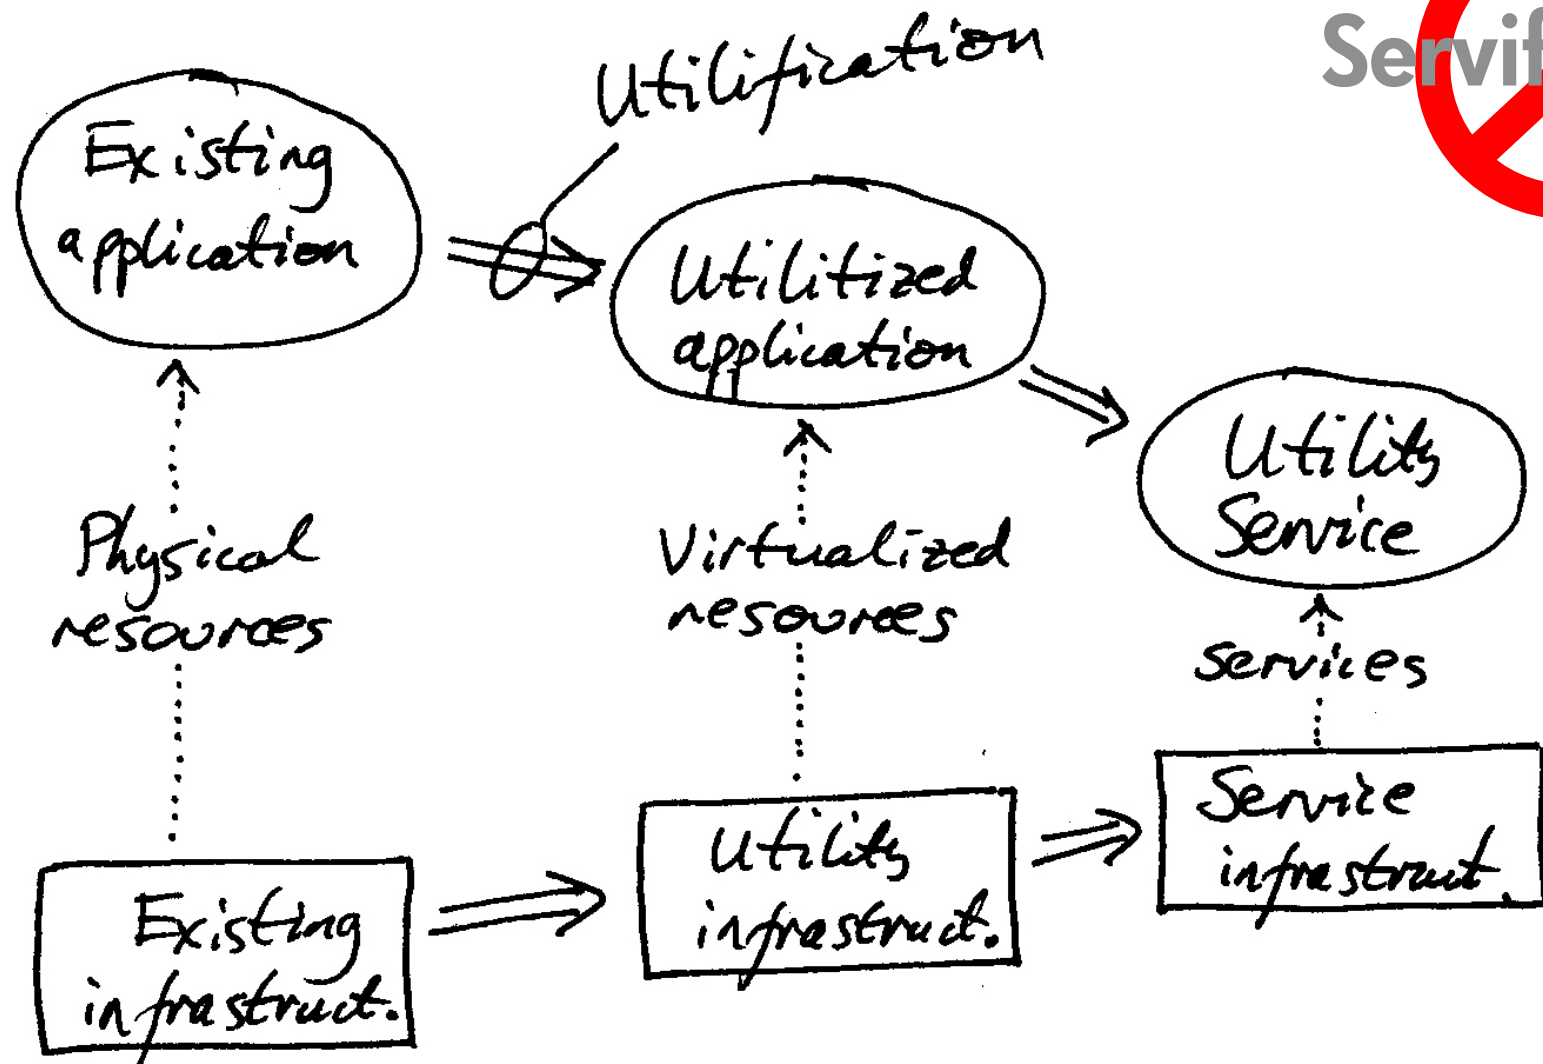 Utilification
Servif
Existing
application
Utilitized
application
Utility
Service
Physical
resources
Virtualized
resources
services
Existing
infrastruct.
Utility
infrastruct.
Service
infrastruct.